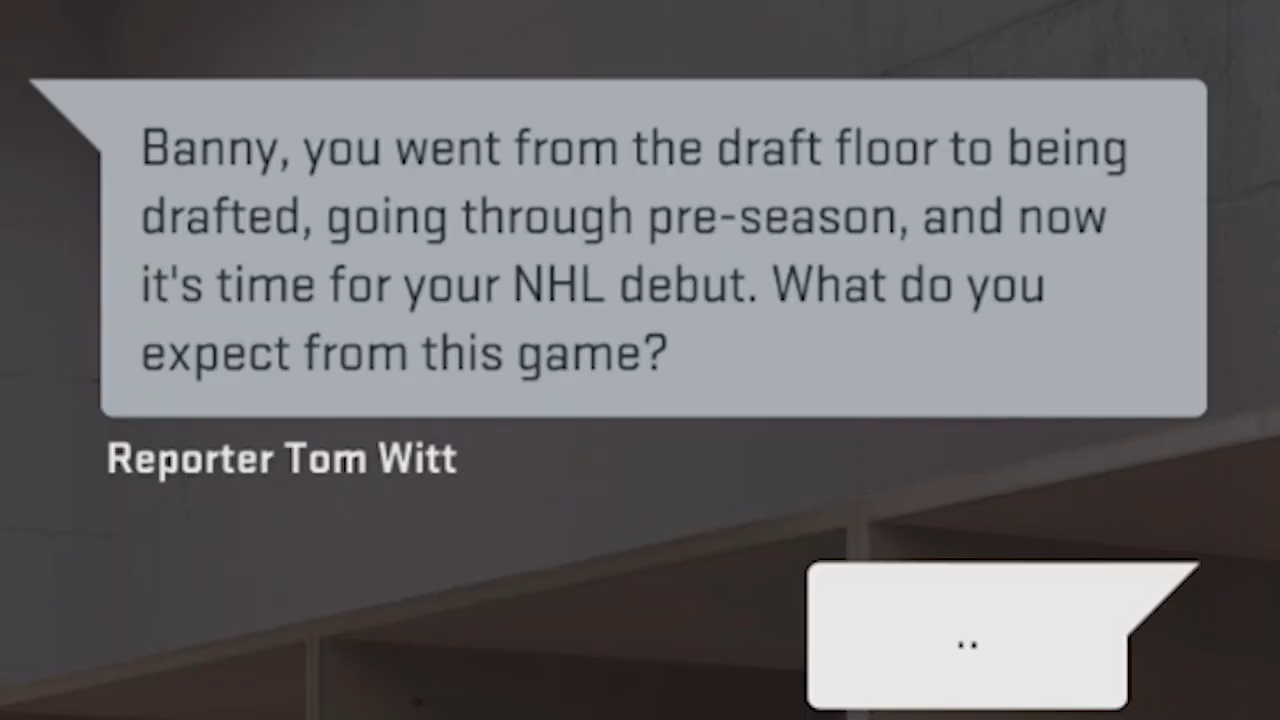 Banny, you went from the draft floor to being
drafted, going through pre-season, and now
it's time for your NHL debut. What do you
expect from this game?
Reporter Tom Witt
..